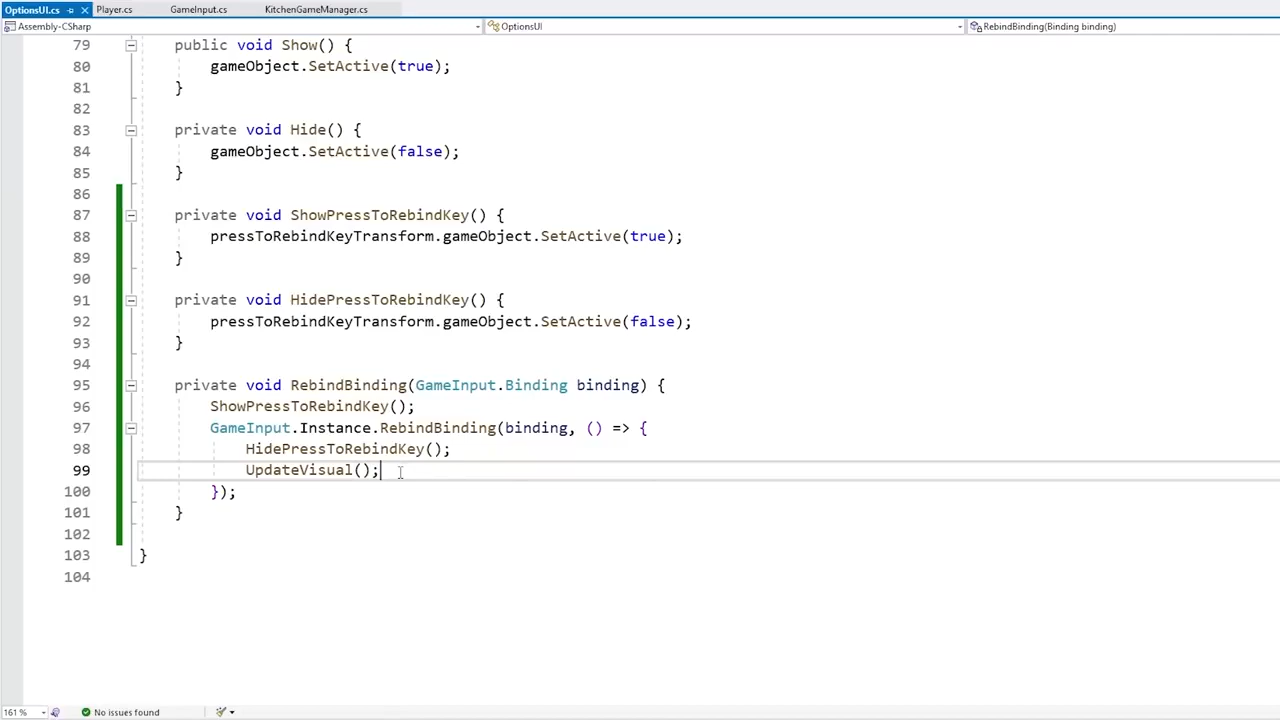 OptionsUI.cs Player.cs GameInput.cs KitchenGameManager.cs
Assembly-CSharp OptionsUI RebindBinding(Binding binding)
79 public void Show() {
80 gameObject.SetActive(true);
81 }
82
83 private void Hide() {
84 gameObject.SetActive(false);
85 }
86
87 private void ShowPressToRebindKey() {
88 pressToRebindKeyTransform.gameObject.SetActive(true);
89 }
90
91 private void HidePressToRebindKey() {
92 pressToRebindKeyTransform.gameObject.SetActive(false);
93 }
94
95 private void RebindBinding(GameInput.Binding binding) {
96 ShowPressToRebindKey();
97 GameInput.Instance.RebindBinding(binding, () => {
98 HidePressToRebindKey();
99 UpdateVisual();
100 });
101 }
102
103 }
104
161 % No issues found